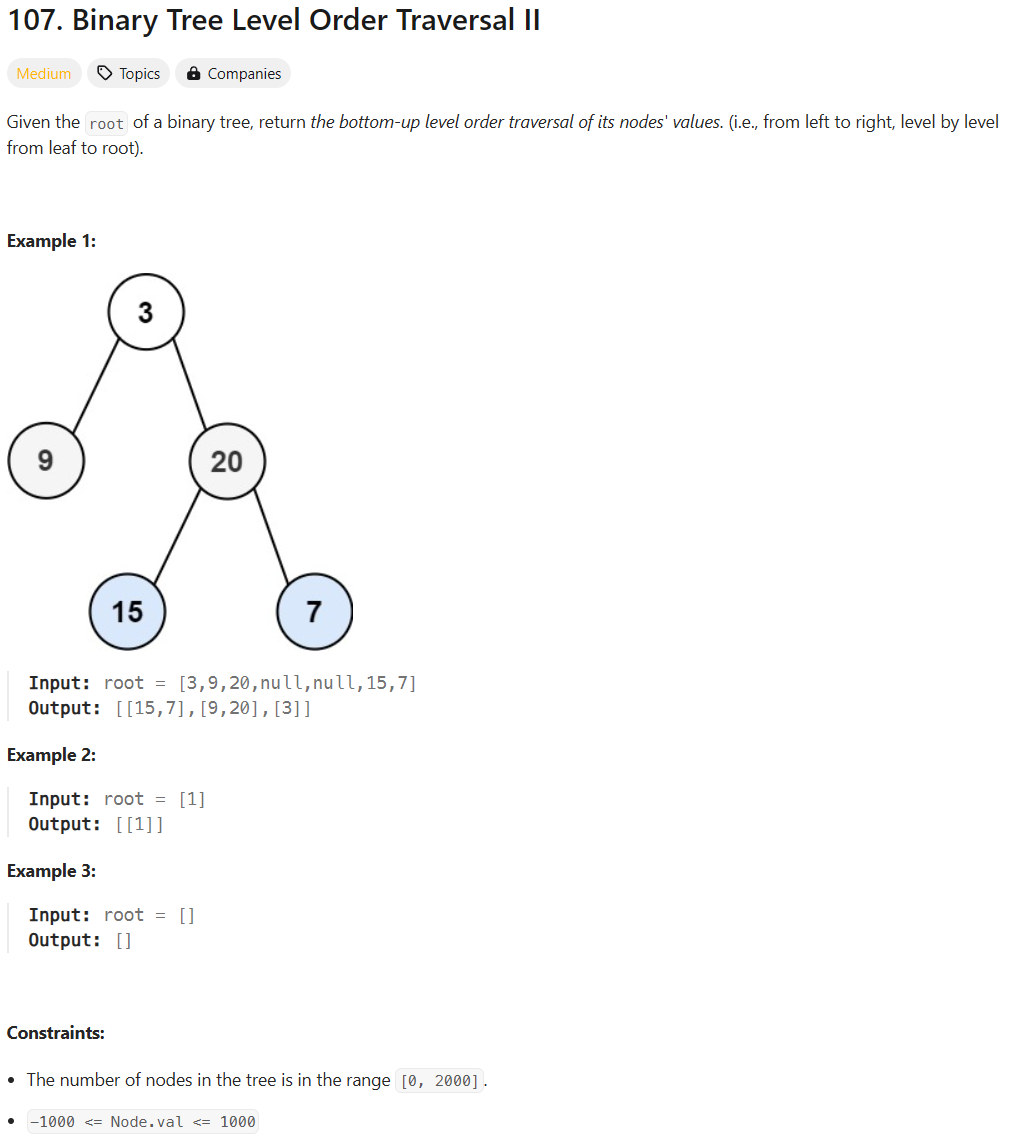 107. Binary Tree Level Order Traversal II
Medium Topics Companies
Given the root of a binary tree, return the bottom-up level order traversal of its nodes' values. (i.e., from left to right, level by level
from leaf to root).
Example 1:
3
9 20
15 7
Input: root = [3,9,20,null,null,15,7]
Output: [[15,7],[9,20],[3]]
Example 2:
Input: root = [1]
Output: [[1]]
Example 3:
Input: root = []
Output: []
Constraints:
• The number of nodes in the tree is in the range [0, 2000].
• -1000 <= Node.val <= 1000